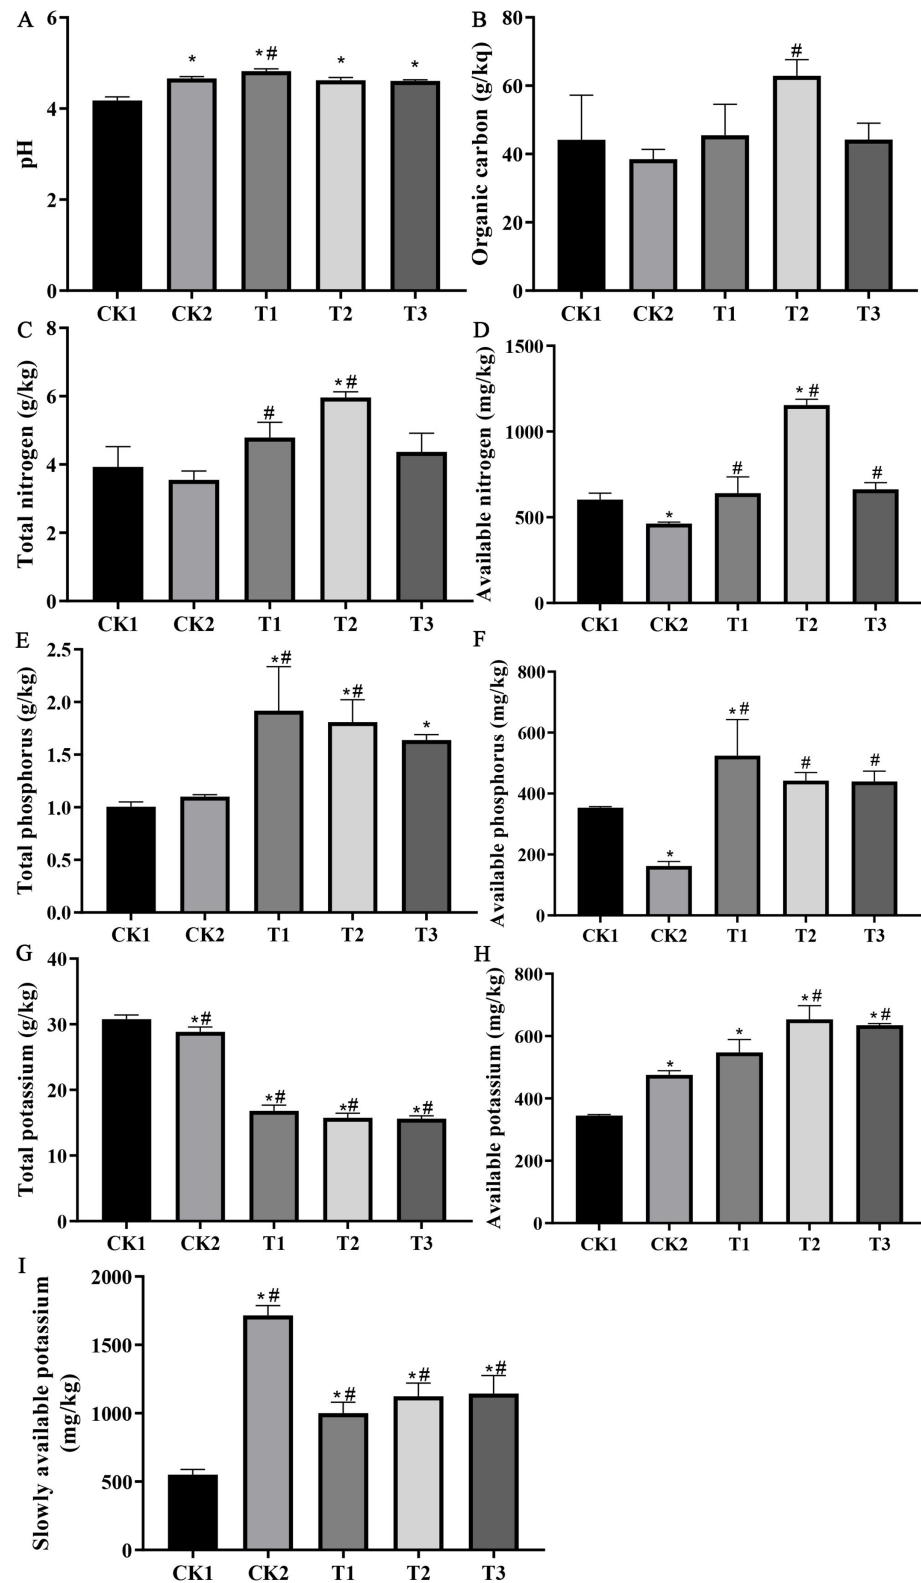 A
pH
6
4
2
0
* *# * *
CK1 CK2 T1 T2 T3
B
Organic carbon (g/kq)
80
60
40
20
0
#
CK1 CK2 T1 T2 T3
C
Total nitrogen (g/kg)
8
6
4
2
0
# *#
CK1 CK2 T1 T2 T3
D
Available nitrogen (mg/kg)
1500
1000
500
0
* # *# #
CK1 CK2 T1 T2 T3
E
Total phosphorus (g/kg)
2.5
2.0
1.5
1.0
0.5
0.0
*# *# *
CK1 CK2 T1 T2 T3
F
Available phosphorus (mg/kg)
800
600
400
200
0
* *# # #
CK1 CK2 T1 T2 T3
G
Total potassium (g/kg)
40
30
20
10
0
*# *# *# *#
CK1 CK2 T1 T2 T3
H
Available potassium (mg/kg)
800
600
400
200
0
* * *# *#
CK1 CK2 T1 T2 T3
I
Slowly available potassium
(mg/kg)
2000
1500
1000
500
0
*# *# *# *#
CK1 CK2 T1 T2 T3